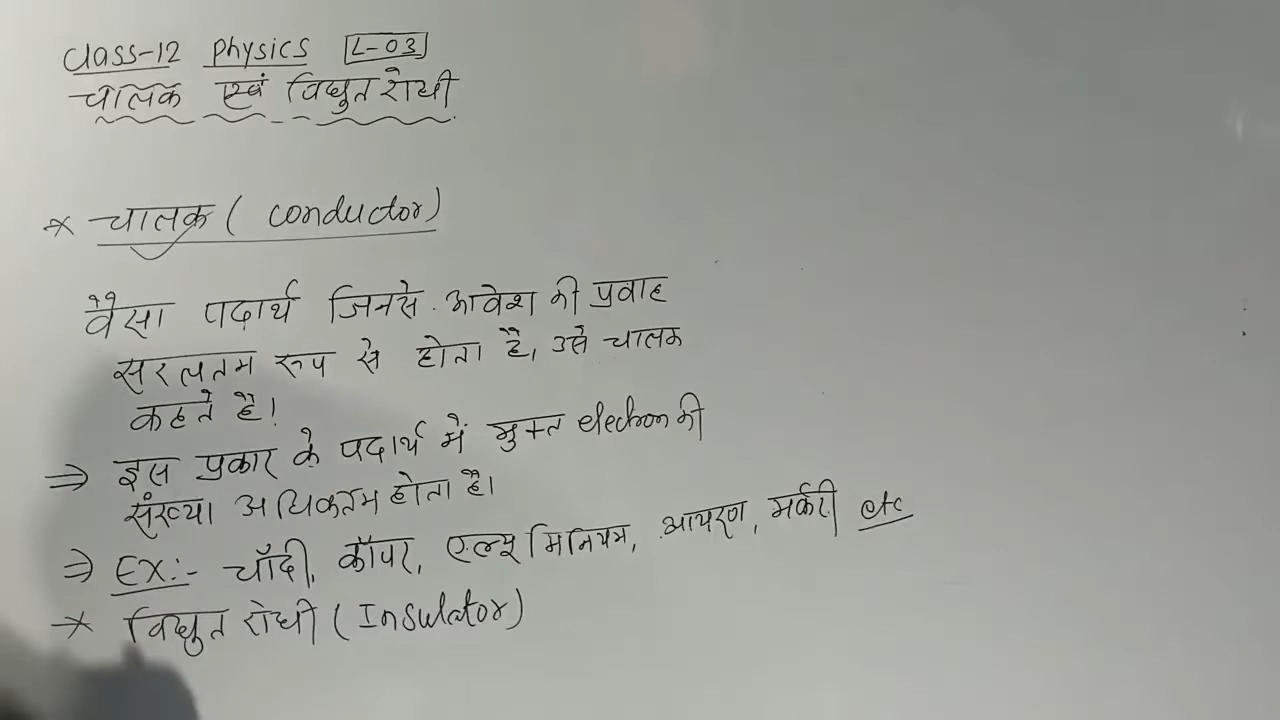 Class-12 Physics L-03
चालक एवं विद्युत रोधी
* चालक ( conductor)
वैसा पदार्थ जिनसे आवेश की प्रवाह
सरलतम रूप से होता है, उसे चालक
कहते है।
⇒ इस प्रकार के पदार्थ में मुक्त electron की
संख्या अधिकतम होता है।
⇒ EX:- चाँदी, कॉपर, एल्यूमिनियम, आयरण, मर्करी etc
* विद्युत रोधी (Insulator)